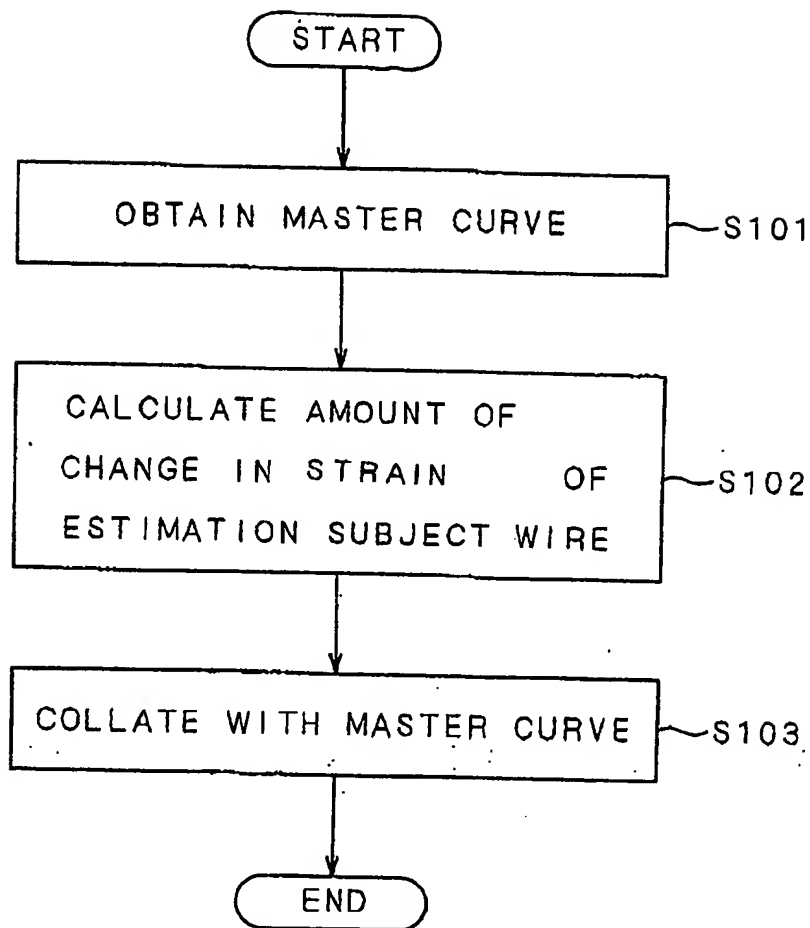 START
OBTAIN MASTER CURVE
S101
CALCULATE AMOUNT OF
CHANGE IN STRAIN OF
ESTIMATION SUBJECT WIRE
S102
COLLATE WITH MASTER CURVE
S103
END